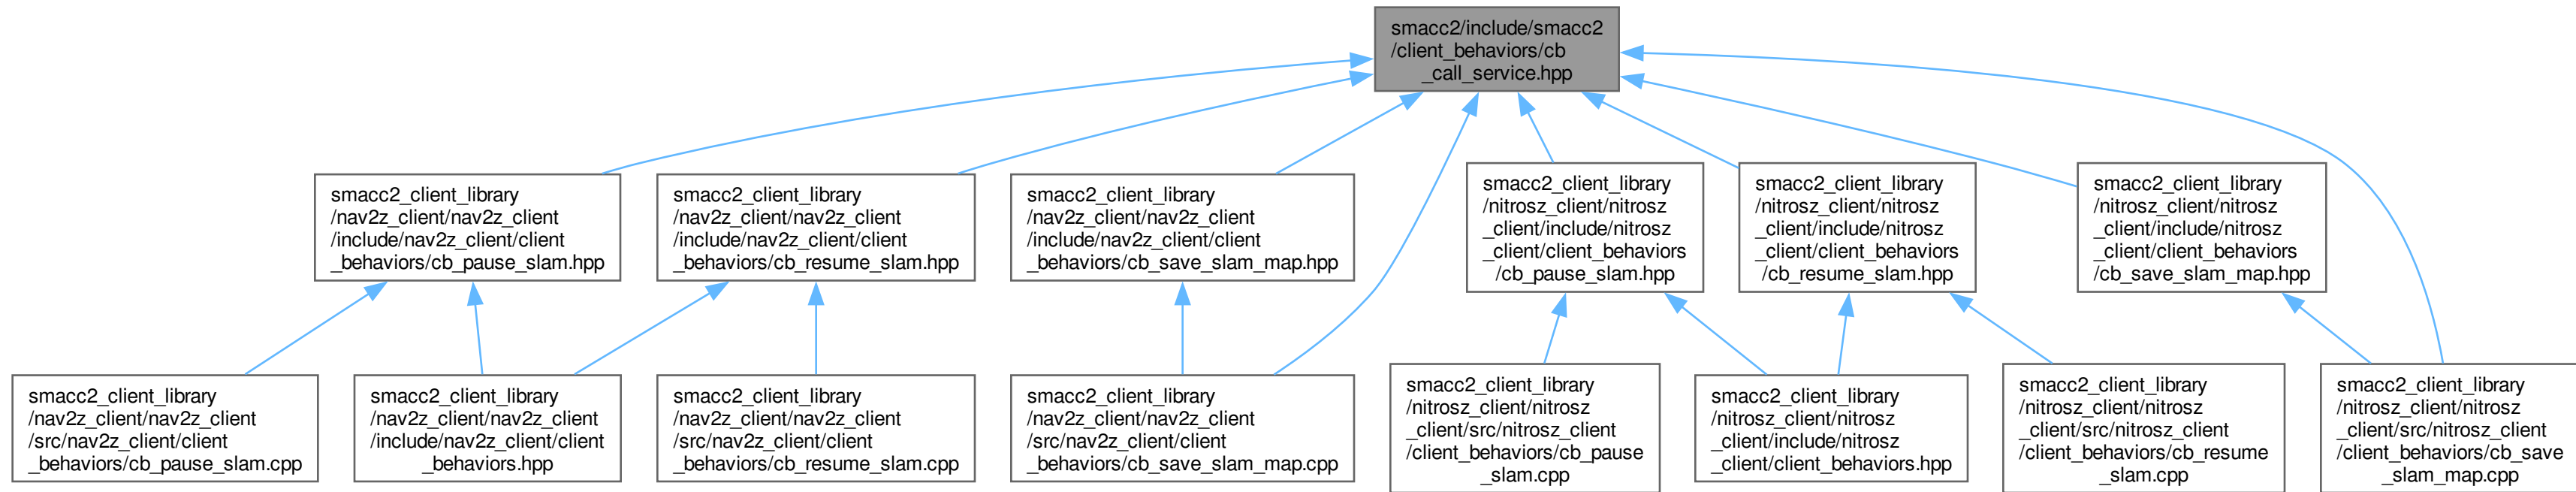 smacc2/include/smacc2
/client_behaviors/cb
_call_service.hpp
smacc2_client_library
/nav2z_client/nav2z_client
/include/nav2z_client/client
_behaviors/cb_pause_slam.hpp
smacc2_client_library
/nav2z_client/nav2z_client
/include/nav2z_client/client
_behaviors/cb_resume_slam.hpp
smacc2_client_library
/nav2z_client/nav2z_client
/include/nav2z_client/client
_behaviors/cb_save_slam_map.hpp
smacc2_client_library
/nitrosz_client/nitrosz
_client/include/nitrosz
_client/client_behaviors
/cb_pause_slam.hpp
smacc2_client_library
/nitrosz_client/nitrosz
_client/include/nitrosz
_client/client_behaviors
/cb_resume_slam.hpp
smacc2_client_library
/nitrosz_client/nitrosz
_client/include/nitrosz
_client/client_behaviors
/cb_save_slam_map.hpp
smacc2_client_library
/nav2z_client/nav2z_client
/src/nav2z_client/client
_behaviors/cb_pause_slam.cpp
smacc2_client_library
/nav2z_client/nav2z_client
/include/nav2z_client/client
_behaviors.hpp
smacc2_client_library
/nav2z_client/nav2z_client
/src/nav2z_client/client
_behaviors/cb_resume_slam.cpp
smacc2_client_library
/nav2z_client/nav2z_client
/src/nav2z_client/client
_behaviors/cb_save_slam_map.cpp
smacc2_client_library
/nitrosz_client/nitrosz
_client/src/nitrosz_client
/client_behaviors/cb_pause
_slam.cpp
smacc2_client_library
/nitrosz_client/nitrosz
_client/include/nitrosz
_client/client_behaviors.hpp
smacc2_client_library
/nitrosz_client/nitrosz
_client/src/nitrosz_client
/client_behaviors/cb_resume
_slam.cpp
smacc2_client_library
/nitrosz_client/nitrosz
_client/src/nitrosz_client
/client_behaviors/cb_save
_slam_map.cpp